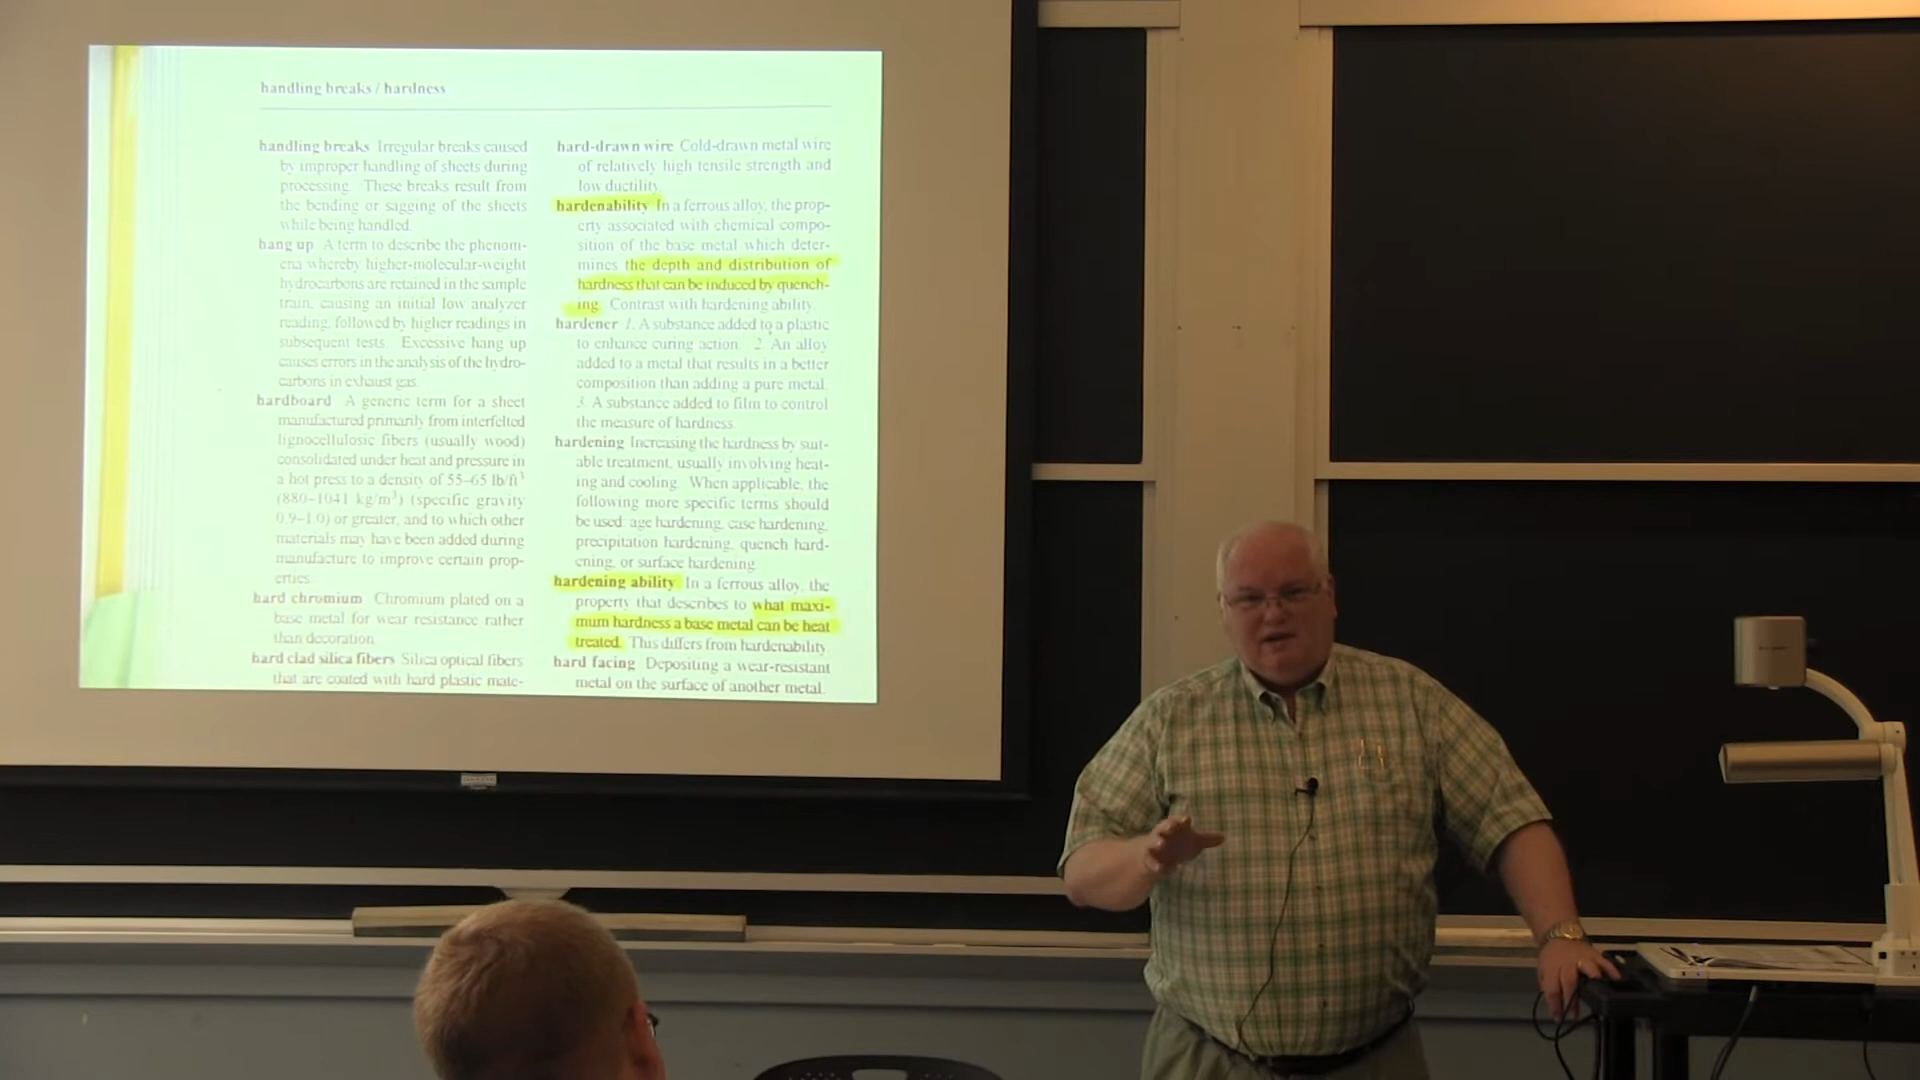 handling breaks / hardness
handling breaks Irregular breaks caused
by improper handling of sheets during
processing. These breaks result from
the bending or sagging of the sheets
while being handled.
hang up A term to describe the phenom-
ena whereby higher-molecular-weight
hydrocarbons are retained in the sample
train, causing an initial low analyzer
reading, followed by higher readings in
subsequent tests. Excessive hang up
causes errors in the analysis of the hydro-
carbons in exhaust gas.
hardboard A generic term for a sheet
manufactured primarily from interfelted
lignocellulosic fibers (usually wood)
consolidated under heat and pressure in
a hot press to a density of 55–65 lb/ft³
(880–1041 kg/m³) (specific gravity
0.9–1.0) or greater, and to which other
materials may have been added during
manufacture to improve certain prop-
erties.
hard chromium Chromium plated on a
base metal for wear resistance rather
than decoration.
hard clad silica fibers Silica optical fibers
that are coated with hard plastic mate-
hard-drawn wire Cold-drawn metal wire
of relatively high tensile strength and
low ductility.
hardenability In a ferrous alloy, the prop-
erty associated with chemical compo-
sition of the base metal which deter-
mines the depth and distribution of
hardness that can be induced by quench-
ing. Contrast with hardening ability.
hardener 1. A substance added to a plastic
to enhance curing action. 2. An alloy
added to a metal that results in a better
composition than adding a pure metal.
3. A substance added to film to control
the measure of hardness.
hardening Increasing the hardness by suit-
able treatment, usually involving heat-
ing and cooling. When applicable, the
following more specific terms should
be used: age hardening, case hardening,
precipitation hardening, quench hard-
ening, or surface hardening.
hardening ability In a ferrous alloy, the
property that describes to what maxi-
mum hardness a base metal can be heat
treated. This differs from hardenability.
hard facing Depositing a wear-resistant
metal on the surface of another metal.